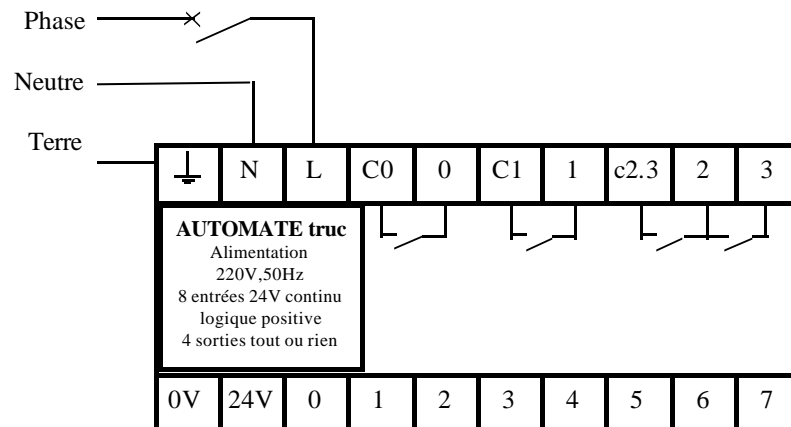 Phase
Neutre
Terre
N L C0 0 C1 1 c2.3 2 3
AUTOMATE truc
Alimentation
220V,50Hz
8 entrées 24V continu
logique positive
4 sorties tout ou rien
0V 24V 0 1 2 3 4 5 6 7